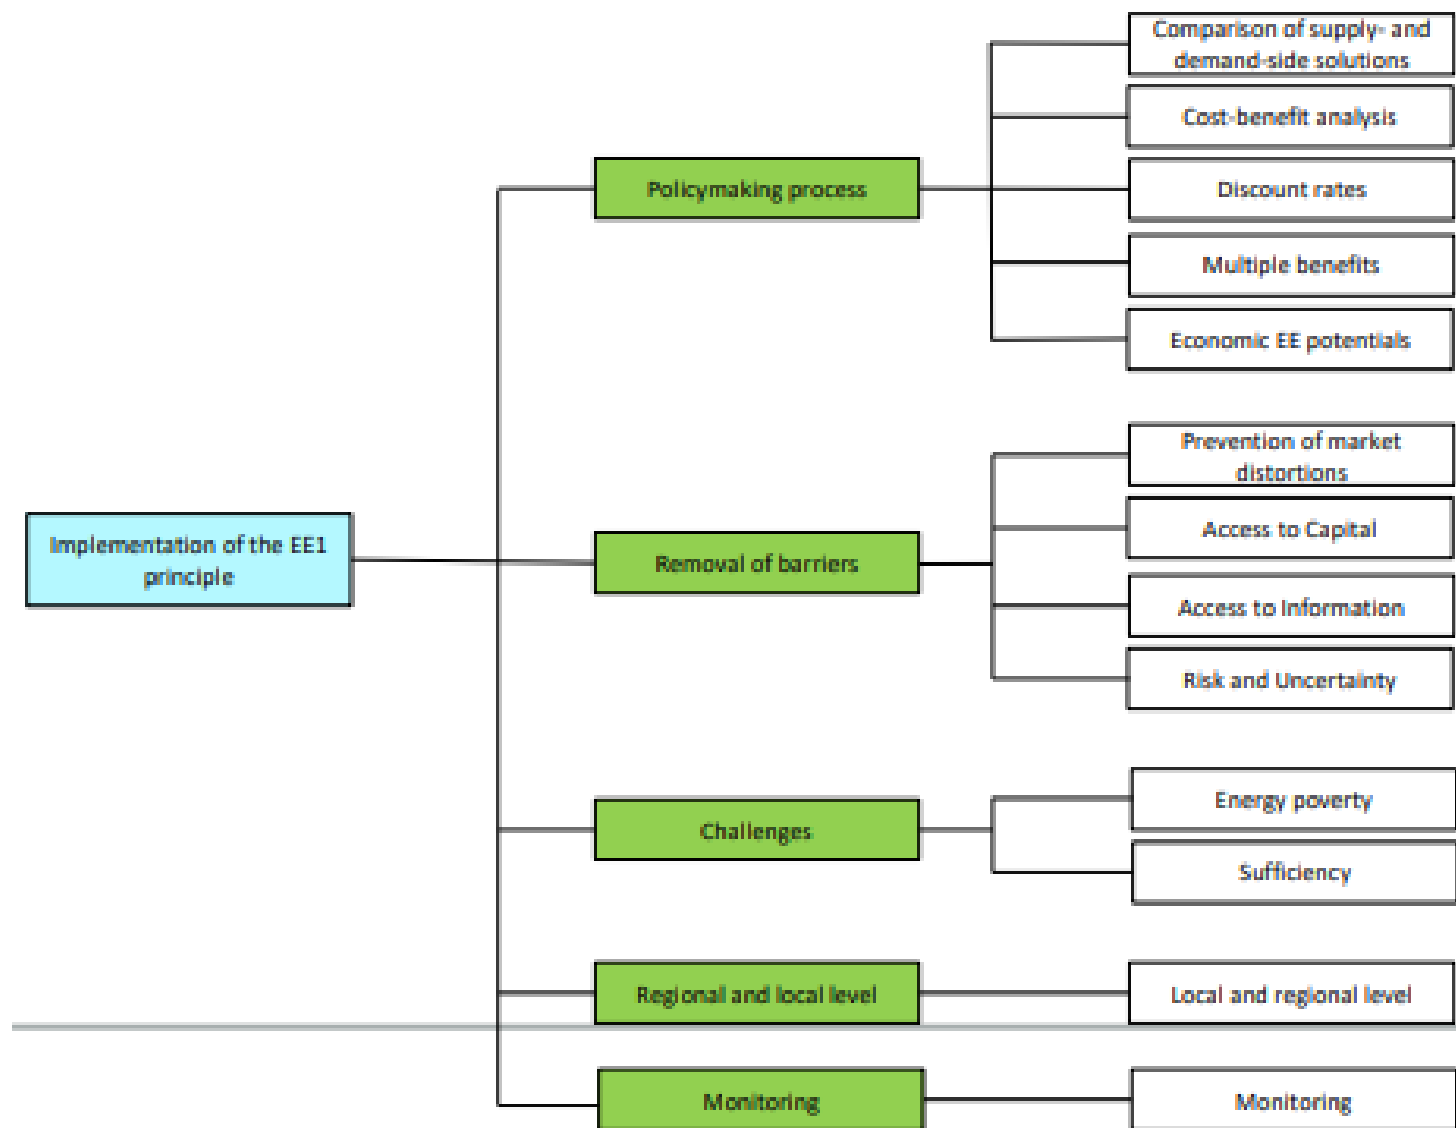 Comparison of supply- and
demand-side solutions
Cost-benefit analysis
Policymaking process
Discount rates
Multiple benefits
Economic EE potentials
Prevention of market
distortions
Access to Capital
Implementation of the EE1
principle
Removal of barriers
Access to Information
Risk and Uncertainty
Energy poverty
Challenges
Sufficiency
Regional and local level
Local and regional level
Monitoring
Monitoring